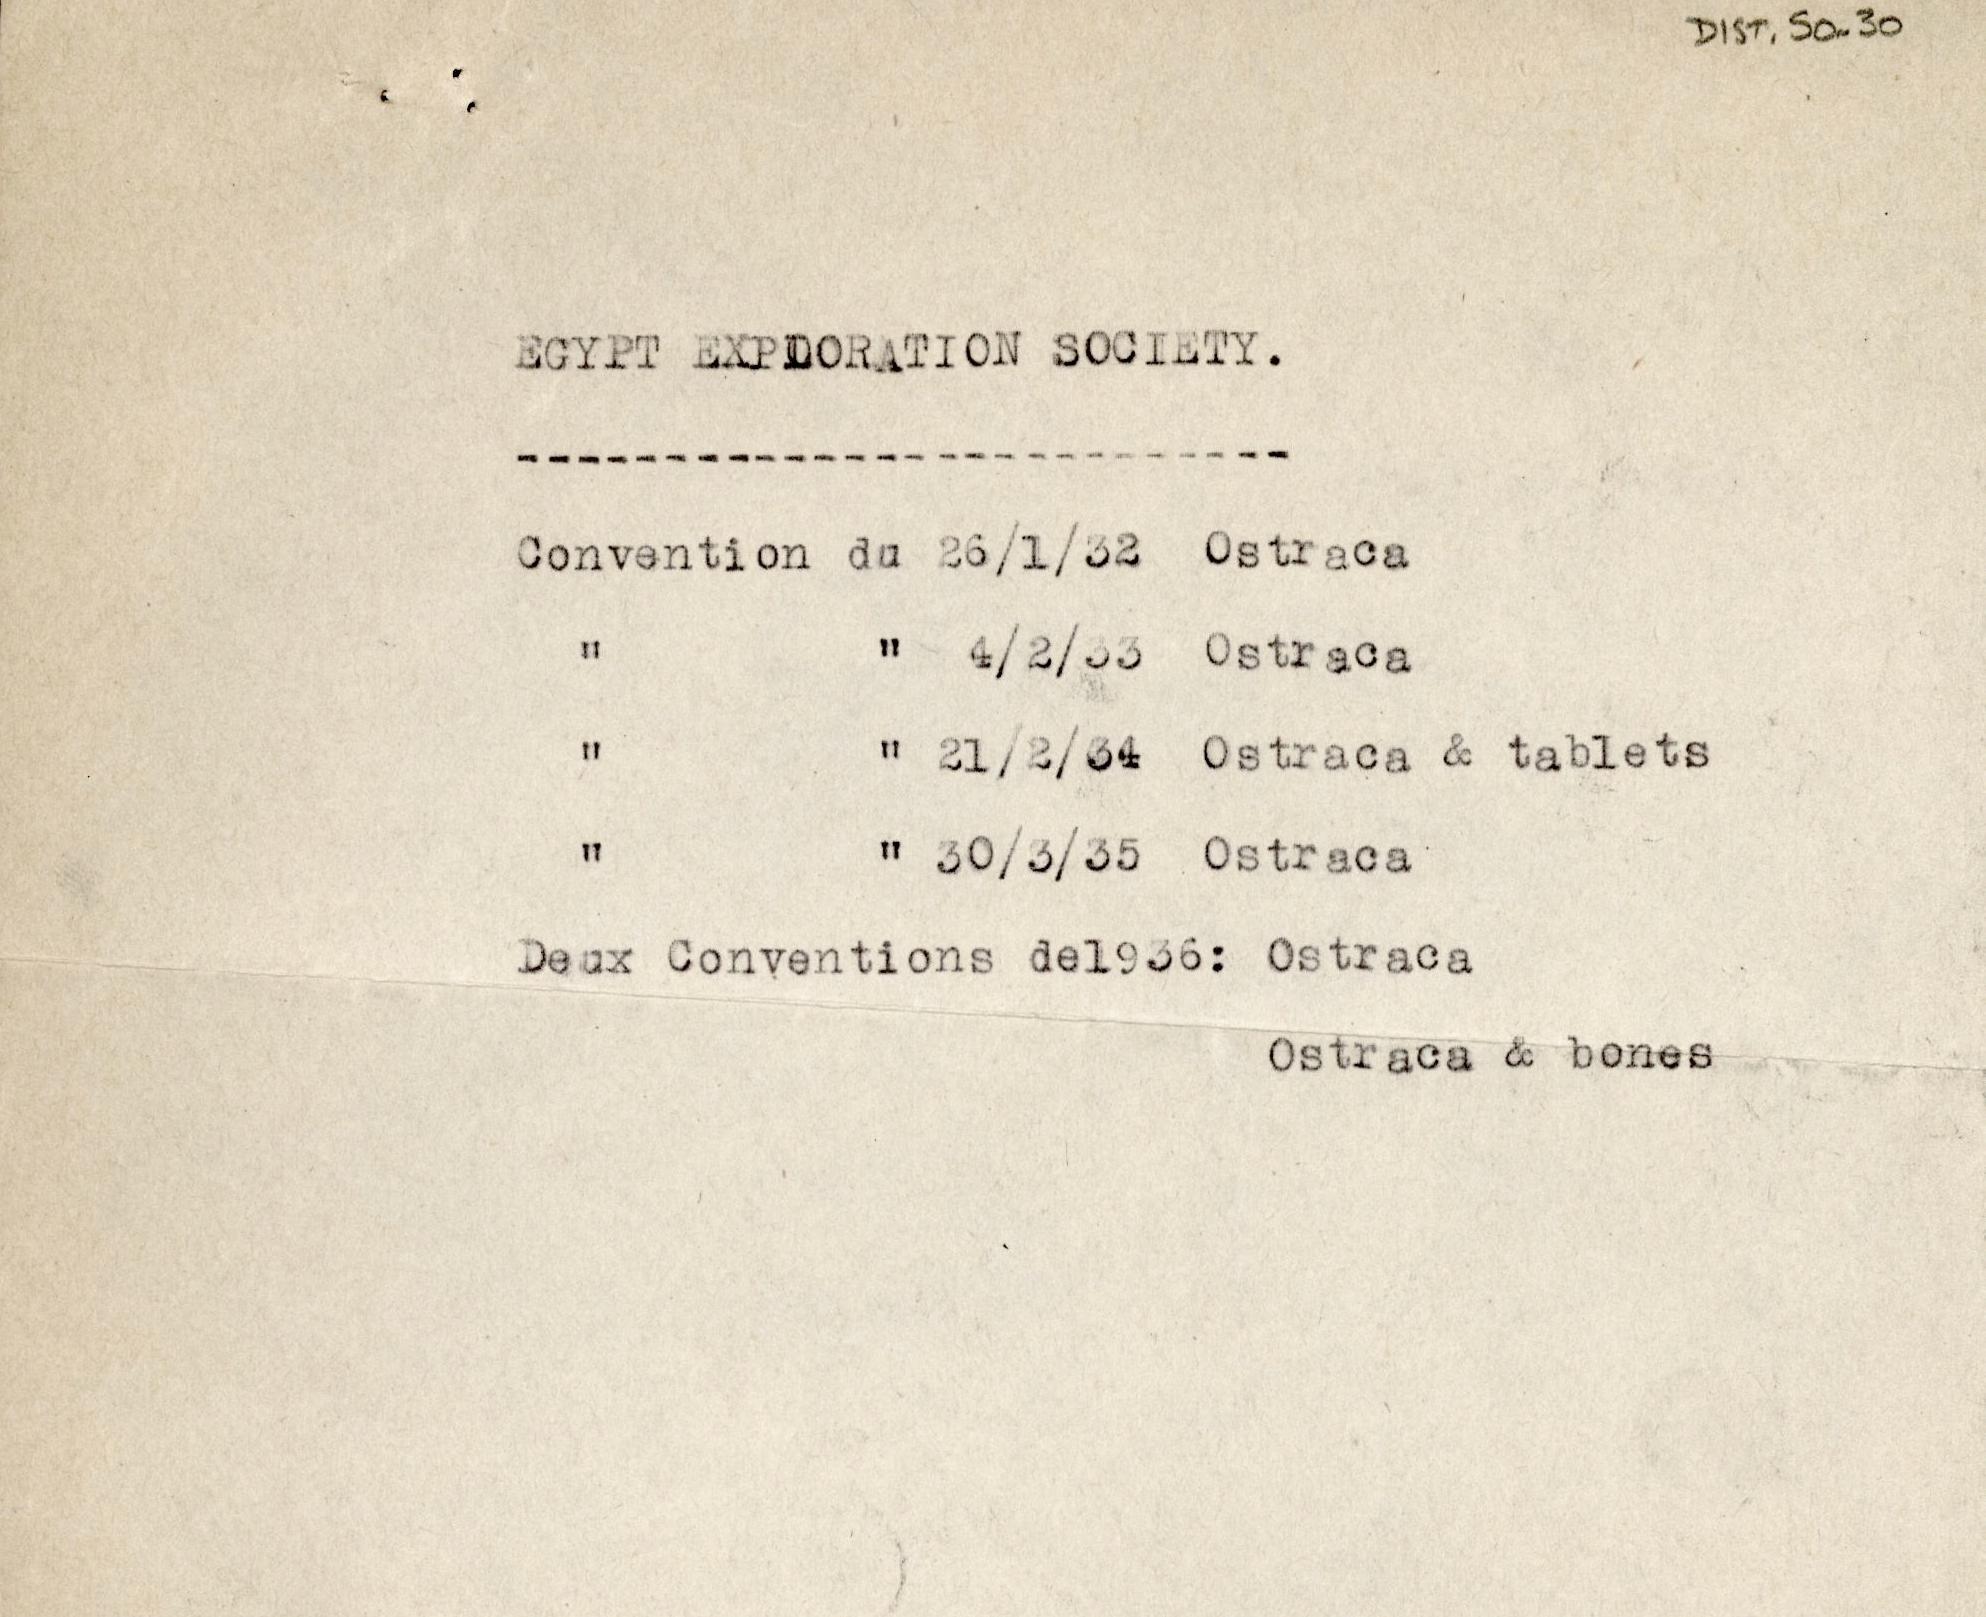 DIST. 50.30
EGYPT EXPLORATION SOCIETY.
--------------------------
Convention du 26/1/32 Ostraca
" " 4/2/33 Ostraca
" " 21/2/34 Ostraca & tablets
" " 30/3/35 Ostraca
Deux Conventions de1936: Ostraca
Ostraca & bones